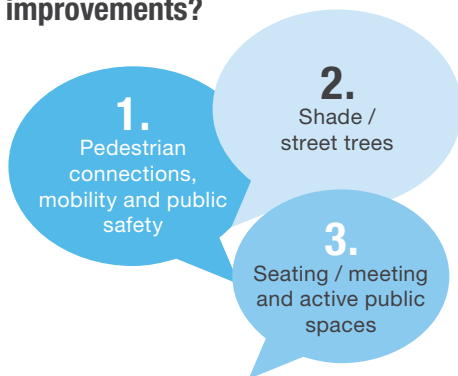 improvements?
1.
Pedestrian
connections,
mobility and public
safety
2.
Shade /
street trees
3.
Seating / meeting
and active public
spaces